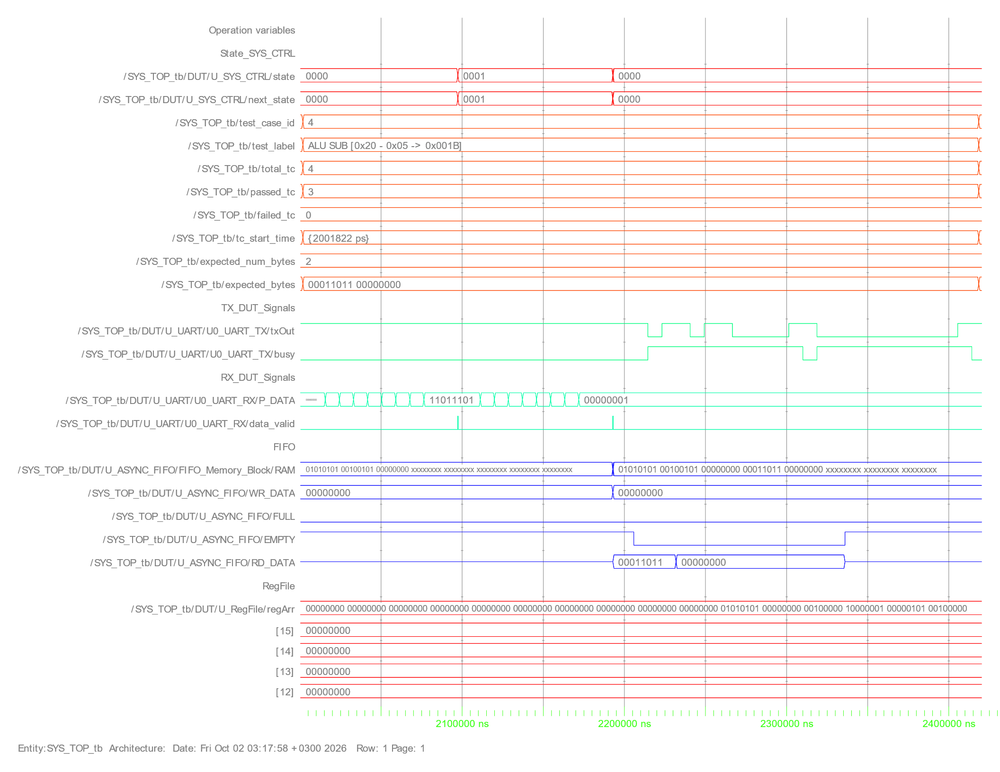 Operation variables
State_SYS_CTRL
/SYS_TOP_tb/DUT/U_SYS_CTRL/state 0000 0001 0000
/SYS_TOP_tb/DUT/U_SYS_CTRL/next_state 0000 0001 0000
/SYS_TOP_tb/test_case_id 4
/SYS_TOP_tb/test_label ALU SUB [0x20 - 0x05 -> 0x001B]
/SYS_TOP_tb/total_tc 4
/SYS_TOP_tb/passed_tc 3
/SYS_TOP_tb/failed_tc 0
/SYS_TOP_tb/tc_start_time {2001822 ps}
/SYS_TOP_tb/expected_num_bytes 2
/SYS_TOP_tb/expected_bytes 00011011 00000000
TX_DUT_Signals
/SYS_TOP_tb/DUT/U_UART/U0_UART_TX/txOut
/SYS_TOP_tb/DUT/U_UART/U0_UART_TX/busy
RX_DUT_Signals
/SYS_TOP_tb/DUT/U_UART/U0_UART_RX/P_DATA 00000000 11011101 00000001
/SYS_TOP_tb/DUT/U_UART/U0_UART_RX/data_valid
FIFO
/SYS_TOP_tb/DUT/U_ASYNC_FIFO/FIFO_Memory_Block/RAM 01010101 00100101 00000000 xxxxxxxx xxxxxxxx xxxxxxxx xxxxxxxx xxxxxxxx 01010101 00100101 00000000 00011011 00000000 xxxxxxxx xxxxxxxx xxxxxxxx
/SYS_TOP_tb/DUT/U_ASYNC_FIFO/WR_DATA 00000000 00000000
/SYS_TOP_tb/DUT/U_ASYNC_FIFO/FULL
/SYS_TOP_tb/DUT/U_ASYNC_FIFO/EMPTY
/SYS_TOP_tb/DUT/U_ASYNC_FIFO/RD_DATA 00011011 00000000
RegFile
/SYS_TOP_tb/DUT/U_RegFile/regArr 00000000 00000000 00000000 00000000 00000000 00000000 00000000 00000000 00000000 00000000 01010101 00000000 00100000 10000001 00000101 00100000
[15] 00000000
[14] 00000000
[13] 00000000
[12] 00000000
2100000 ns 2200000 ns 2300000 ns 2400000 ns
Entity:SYS_TOP_tb Architecture: Date: Fri Oct 02 03:17:58 +0300 2026 Row: 1 Page: 1